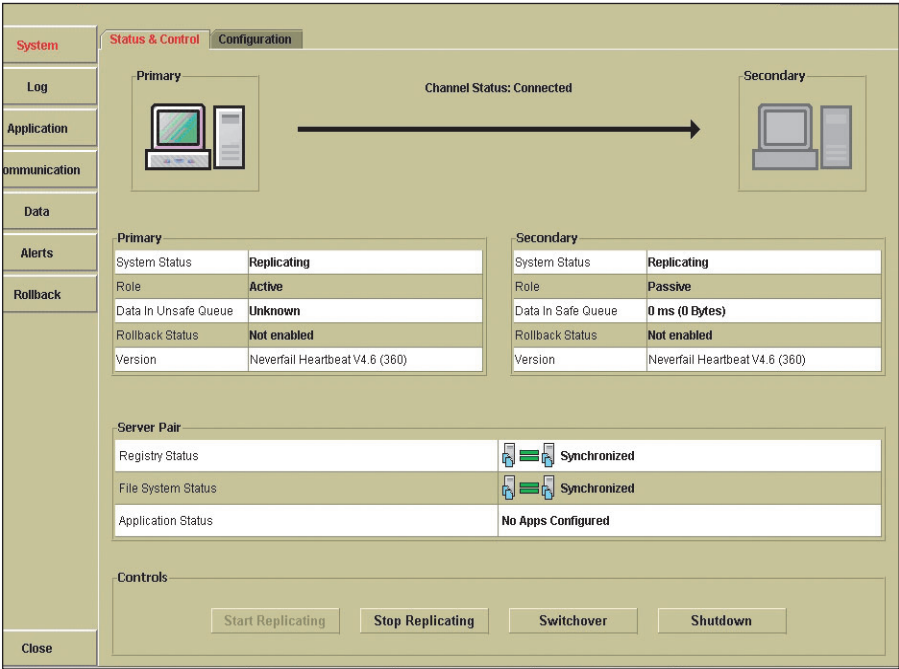 System
Log
Application
ommunication
Data
Alerts
Rollback
Close
Status & Control Configuration
Primary
Channel Status: Connected
Secondary
Primary
System Status Replicating
Role Active
Data In Unsafe Queue Unknown
Rollback Status Not enabled
Version Neverfail Heartbeat V4.6 (360)
Secondary
System Status Replicating
Role Passive
Data In Safe Queue 0 ms (0 Bytes)
Rollback Status Not enabled
Version Neverfail Heartbeat V4.6 (360)
Server Pair
Registry Status Synchronized
File System Status Synchronized
Application Status No Apps Configured
Controls
Start Replicating Stop Replicating Switchover Shutdown